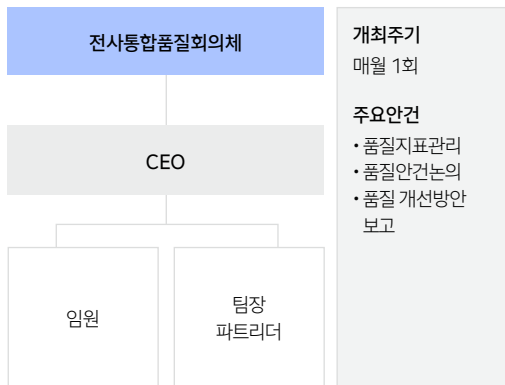 전사통합품질회의체
CEO
임원
팀장
파트리더
개최주기
매월 1회
주요안건
• 품질지표관리
• 품질안건논의
• 품질 개선방안
보고